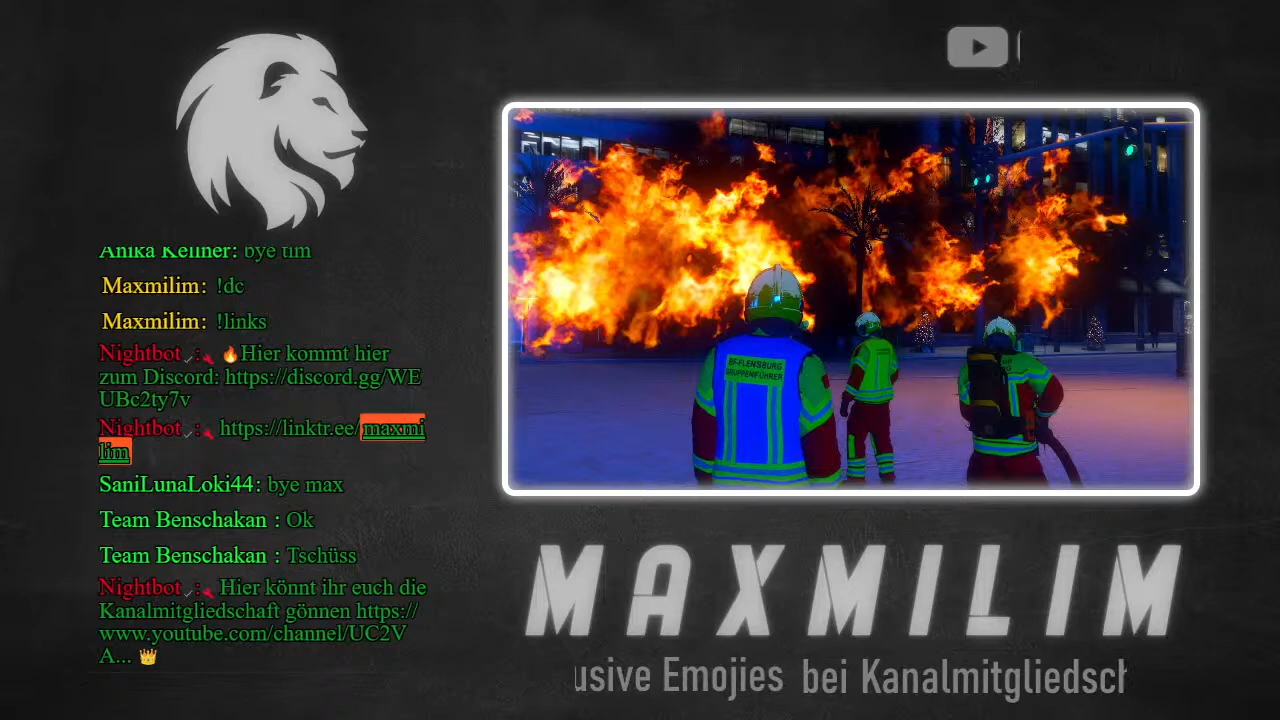 Anika Kellner: bye tim
Maxmilim: !dc
Maxmilim: !links
Nightbot : 🔥Hier kommt hier
zum Discord: https://discord.gg/WE
UBc2ty7v
Nightbot : https://linktr.ee/maxmi
lim
SaniLunaLoki44: bye max
Team Benschakan : Ok
Team Benschakan : Tschüss
Nightbot : Hier könnt ihr euch die
Kanalmitgliedschaft gönnen https://
www.youtube.com/channel/UC2V
A... 👑
BF-FLENSBURG
GRUPPENFÜHRER
MAXMILIM
usive Emojies bei Kanalmitgliedsch